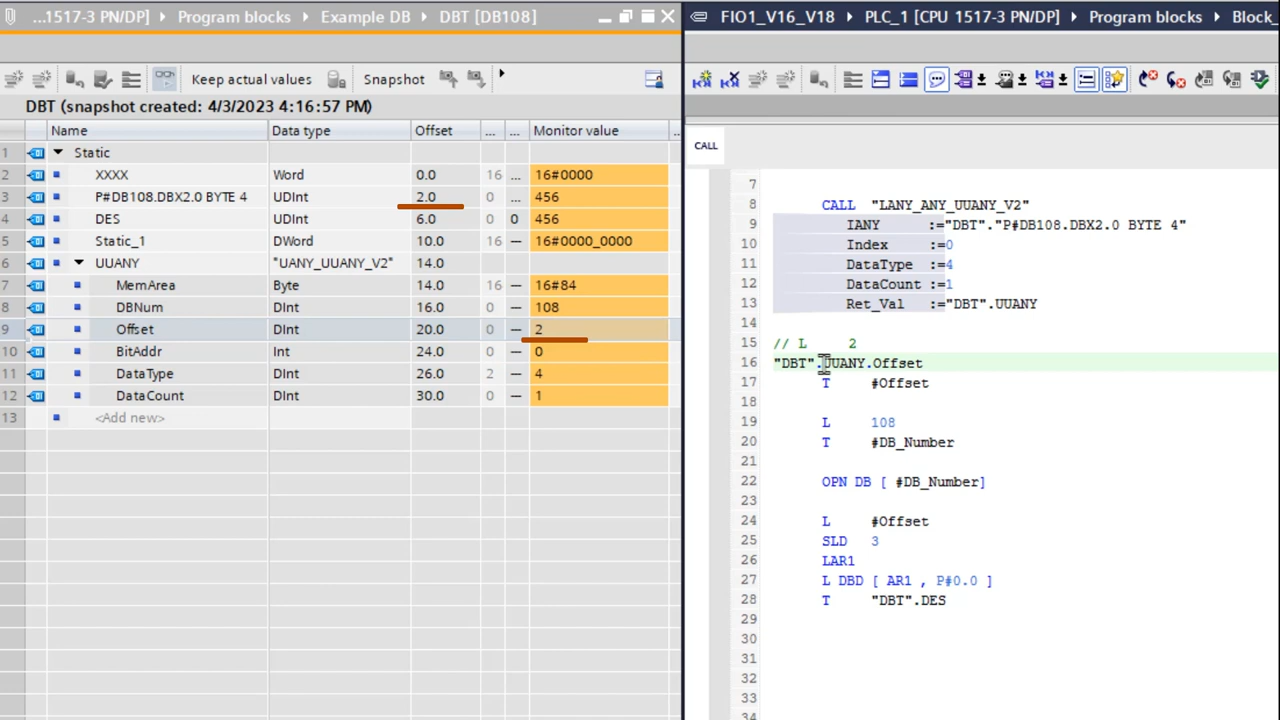 ...1517-3 PN/DP] Program blocks Example DB DBT [DB108]
Keep actual values Snapshot
DBT (snapshot created: 4/3/2023 4:16:57 PM)
Name Data type Offset ... ... Monitor value ...
1 Static
2 XXXX Word 0.0 16 ... 16#0000
3 P#DB108.DBX2.0 BYTE 4 UDInt 2.0 0 ... 456
4 DES UDInt 6.0 0 0 456
5 Static_1 DWord 10.0 16 — 16#0000_0000
6 UUANY "UANY_UUANY_V2" 14.0
7 MemArea Byte 14.0 16 — 16#84
8 DBNum DInt 16.0 0 — 108
9 Offset DInt 20.0 0 — 2
10 BitAddr Int 24.0 0 — 0
11 DataType DInt 26.0 2 — 4
12 DataCount DInt 30.0 0 — 1
13 <Add new>
FIO1_V16_V18 PLC_1 [CPU 1517-3 PN/DP] Program blocks Block_
CALL
7
8 CALL "LANY_ANY_UUANY_V2"
9 IANY :="DBT"."P#DB108.DBX2.0 BYTE 4"
10 Index :=0
11 DataType :=4
12 DataCount :=1
13 Ret_Val :="DBT".UUANY
14
15 // L 2
16 "DBT".UUANY.Offset
17 T #Offset
18
19 L 108
20 T #DB_Number
21
22 OPN DB [ #DB_Number]
23
24 L #Offset
25 SLD 3
26 LAR1
27 L DBD [ AR1 , P#0.0 ]
28 T "DBT".DES
29
30
31
32
33
34